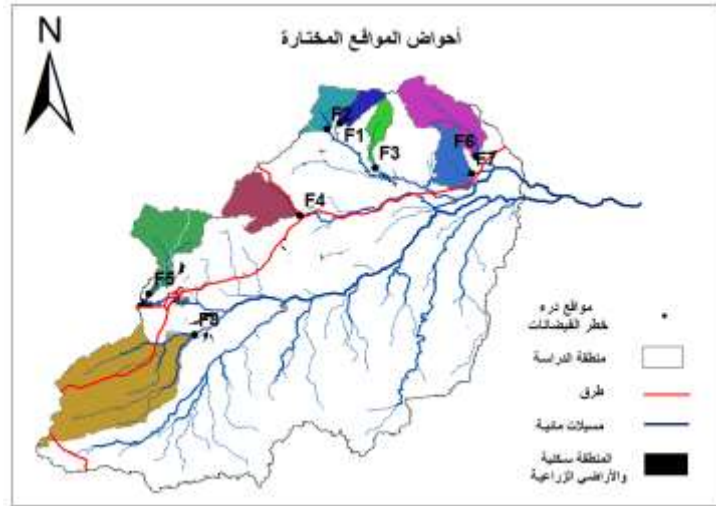 أحواض المواقع المختارة
N
F2
F1
F3
F6
F7
F4
F5
F8
مواقع درء
خطر الفيضانات
منطقة الدراسة
طرق
مسيلات مائية
المنطقة سكنية
والأراضي الزراعية